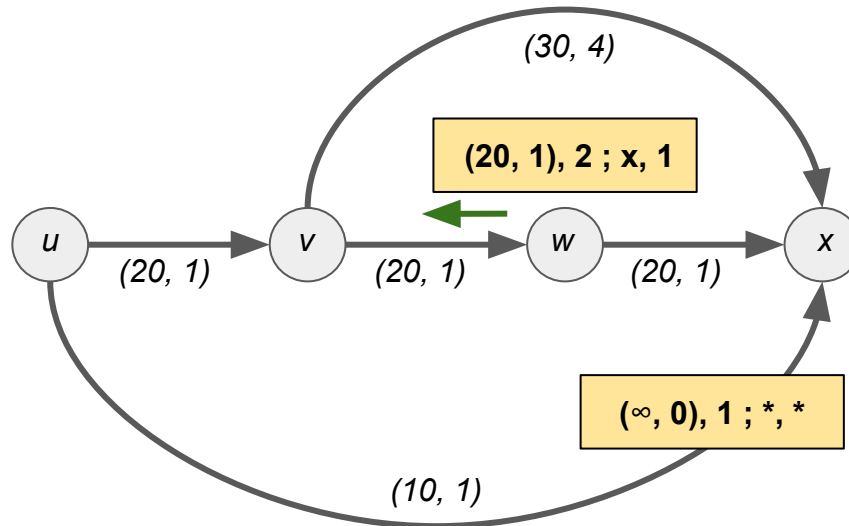 (30, 4)
(20, 1), 2 ; x, 1
u
v
w
x
(20, 1)
(20, 1)
(20, 1)
(∞, 0), 1 ; *, *
(10, 1)